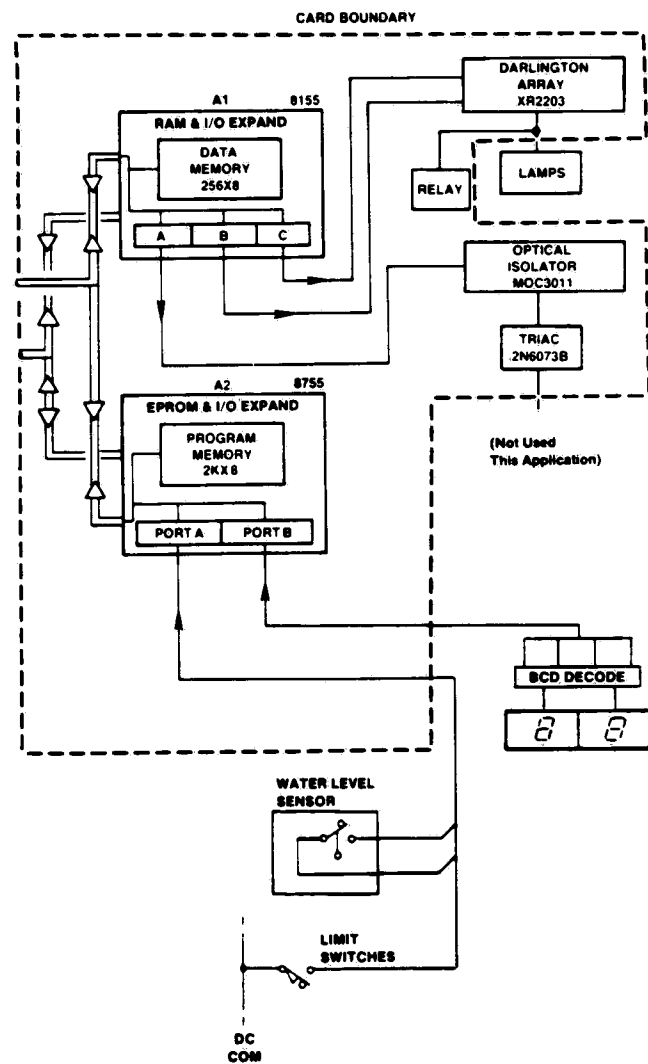 CARD BOUNDARY
A1 8155
RAM & I/O EXPAND
DATA
MEMORY
256X8
A B C
DARLINGTON
ARRAY
XR2203
RELAY
LAMPS
OPTICAL
ISOLATOR
MOC3011
TRIAC
2N6073B
(Not Used
This Application)
A2 8755
EPROM & I/O EXPAND
PROGRAM
MEMORY
2KX8
PORT A PORT B
BCD DECODE
8 8
WATER LEVEL
SENSOR
LIMIT
SWITCHES
DC
COM